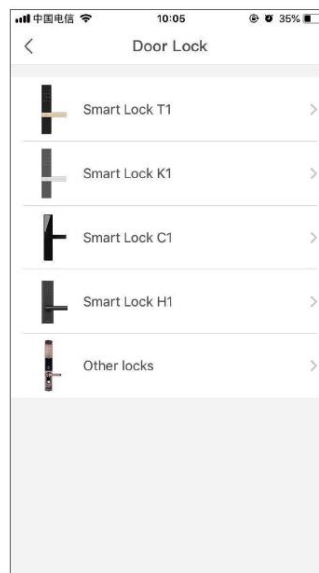 中国电信 10:05 35%
Door Lock
Smart Lock T1
Smart Lock K1
Smart Lock C1
Smart Lock H1
Other locks